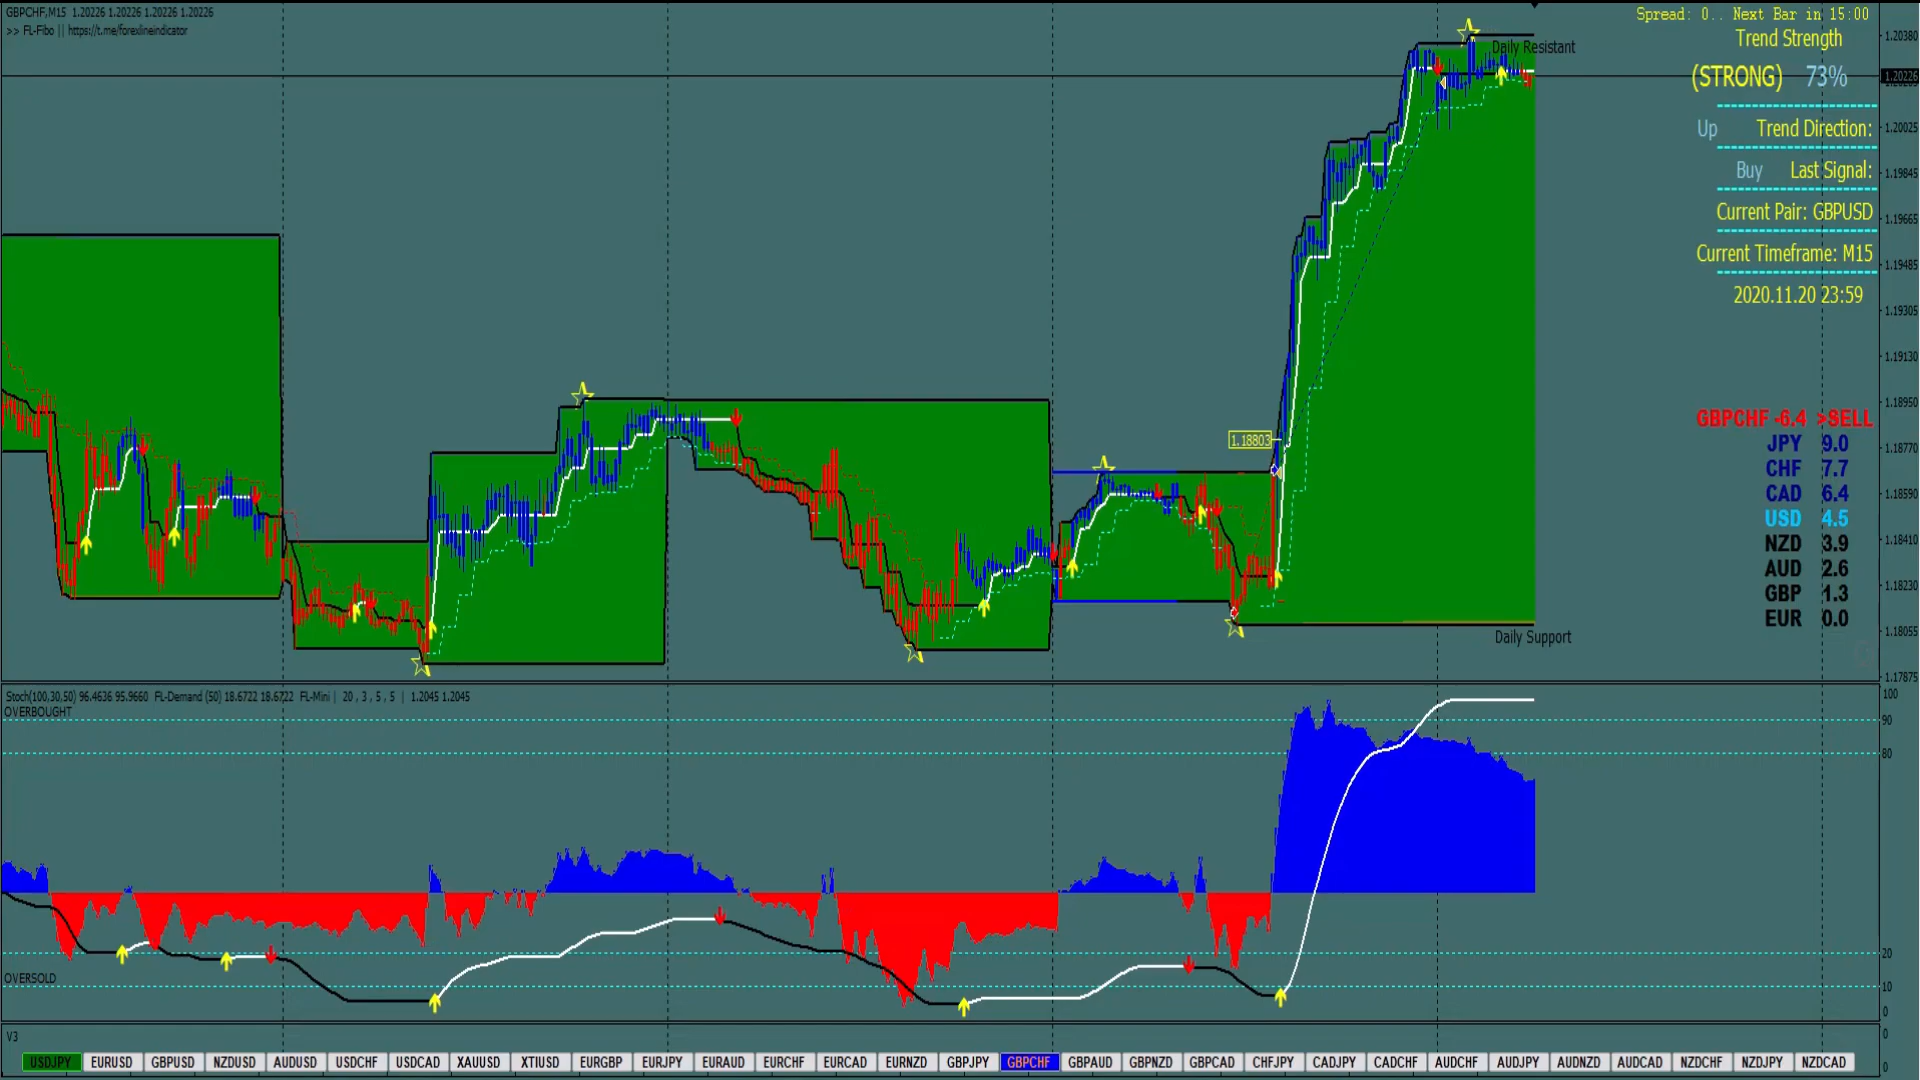 GBPCHF,M15 1.20226 1.20226 1.20226 1.20226
>> FL-Fibo || https://t.me/forexlineindicator
Spread: 0.. Next Bar in 15:00
Trend Strength
(STRONG) 73%
Up Trend Direction:
Buy Last Signal:
Current Pair: GBPUSD
Current Timeframe: M15
2020.11.20 23:59
Daily Resistant
1.20380
1.20226
1.20205
1.20025
1.19845
1.19665
1.19485
1.19305
1.19130
1.18950
1.18770
1.18590
1.18410
1.18230
1.18055
1.17875
1.18803
GBPCHF -6.4 >SELL
JPY 9.0
CHF 7.7
CAD 6.4
USD 4.5
NZD 3.9
AUD 2.6
GBP 1.3
EUR 0.0
Daily Support
Stoch(100,30,50) 96.4636 95.9660 FL-Demand (50) 18.6722 18.6722 FL-Mini | 20 , 3 , 5 , 5 | 1.2045 1.2045
OVERBOUGHT
100
90
80
20
10
0
OVERSOLD
V3
0
0
USDJPY EURUSD GBPUSD NZDUSD AUDUSD USDCHF USDCAD XAUUSD XTIUSD EURGBP EURJPY EURAUD EURCHF EURCAD EURNZD GBPJPY GBPCHF GBPAUD GBPNZD GBPCAD CHFJPY CADJPY CADCHF AUDCHF AUDJPY AUDNZD AUDCAD NZDCHF NZDJPY NZDCAD